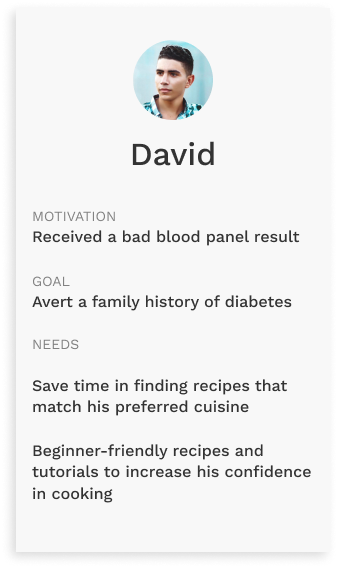 David
MOTIVATION
Received a bad blood panel result
GOAL
Avert a family history of diabetes
NEEDS
Save time in finding recipes that
match his preferred cuisine
Beginner-friendly recipes and
tutorials to increase his confidence
in cooking